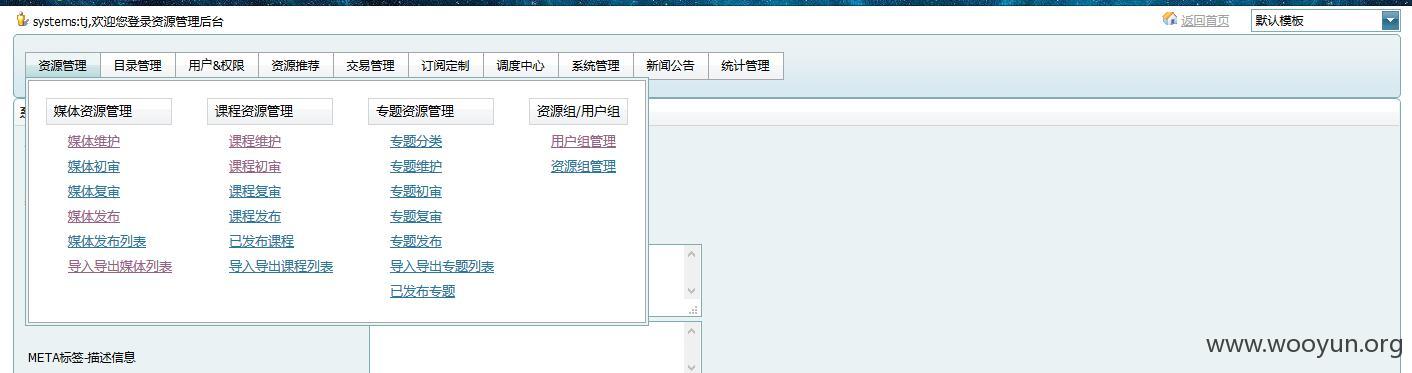 systems:tj,欢迎您登录资源管理后台
返回首页
默认模板
资源管理 目录管理 用户&权限 资源推荐 交易管理 订阅定制 调度中心 系统管理 新闻公告 统计管理
媒体资源管理 课程资源管理 专题资源管理 资源组/用户组
媒体维护 课程维护 专题分类 用户组管理
媒体初审 课程初审 专题维护 资源组管理
媒体复审 课程复审 专题初审
媒体发布 课程发布 专题复审
媒体发布列表 已发布课程 专题发布
导入导出媒体列表 导入导出课程列表 导入导出专题列表
已发布专题
META标签-描述信息
www.wooyun.org